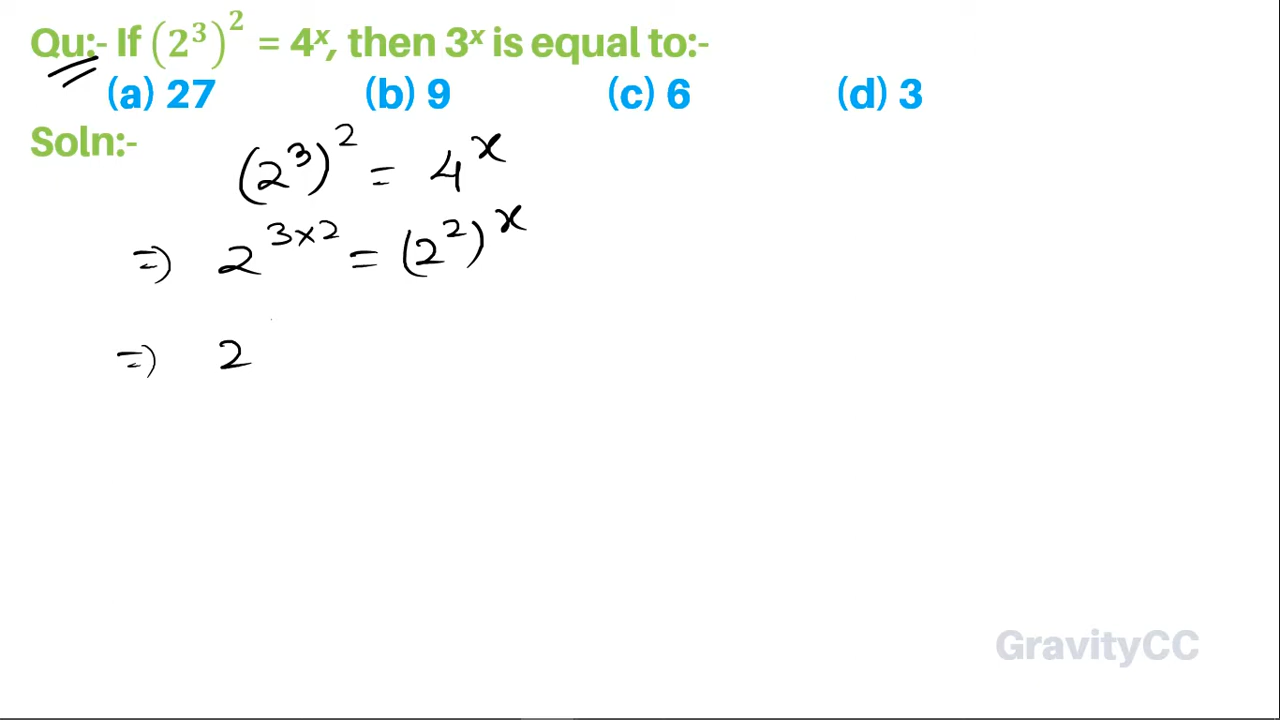 Qu:- If (2³)² = 4ˣ, then 3ˣ is equal to:-
(a) 27 (b) 9 (c) 6 (d) 3
Soln:-
(2³)² = 4ˣ
=) 2³ˣ² = (2²)ˣ
=) 2
GravityCC